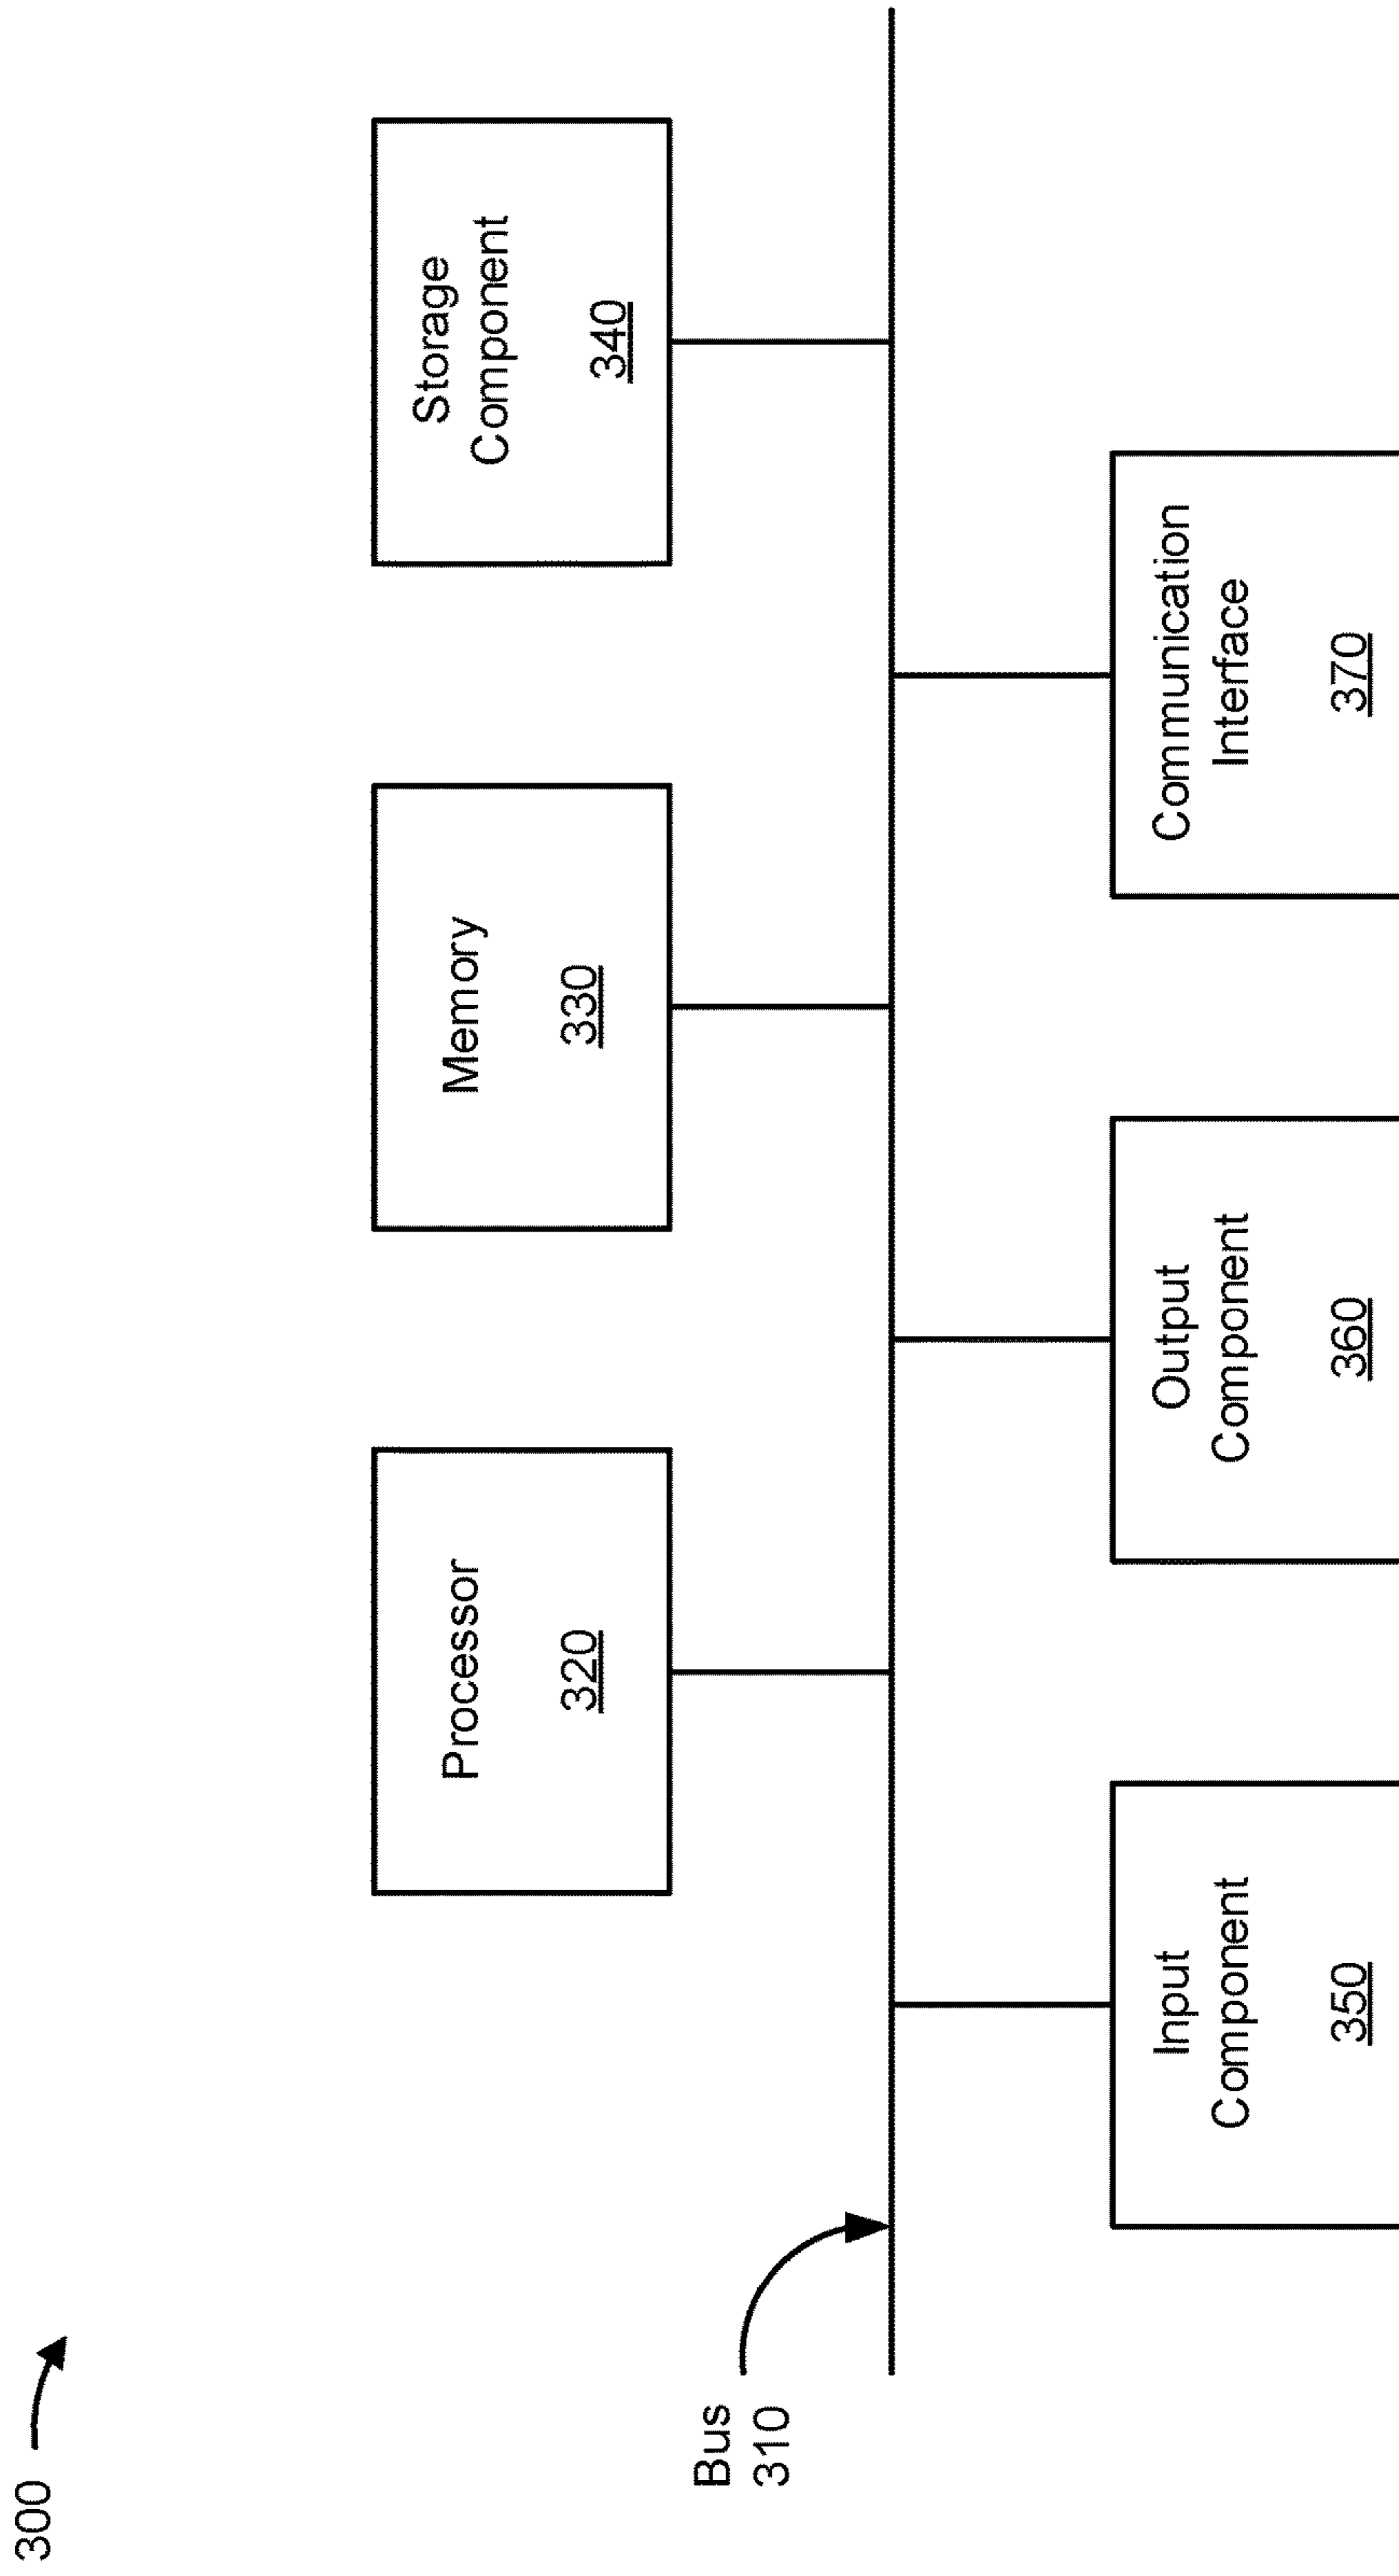 300
Processor
320
Memory
330
Storage
Component
340
Bus
310
Input
Component
350
Output
Component
360
Communication
Interface
370